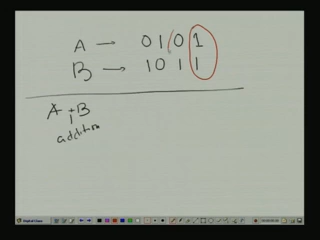 A → 0101
B → 1011
A + B
addition